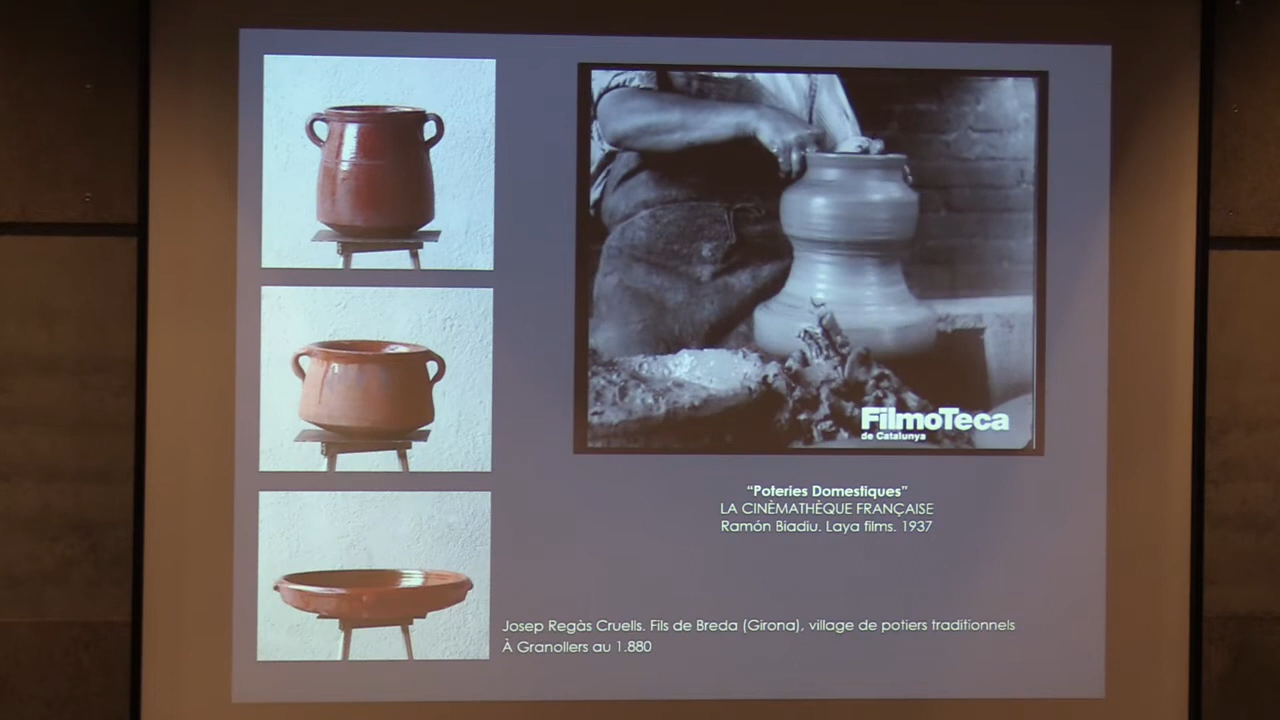 FilmoTeca
de Catalunya
“Poteries Domestiques”
LA CINÈMATHÈQUE FRANÇAISE
Ramón Biadiu. Laya films. 1937
Josep Regàs Cruells. Fils de Breda (Girona), village de potiers traditionnels
À Granollers au 1.880